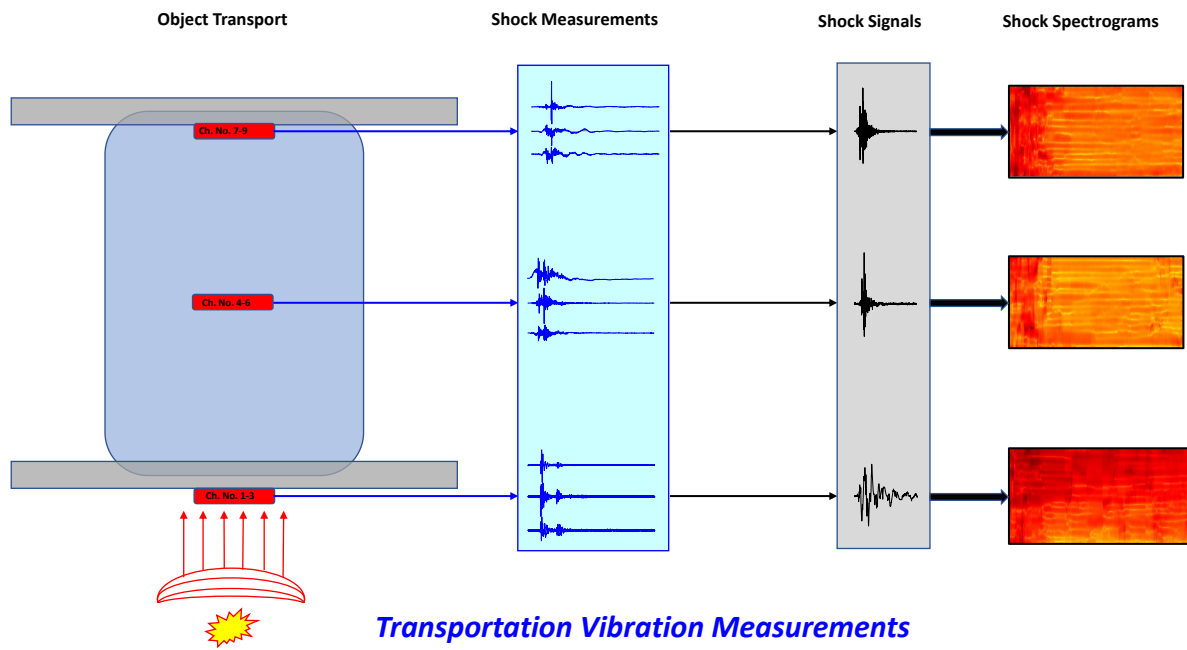 Object Transport
Shock Measurements
Shock Signals
Shock Spectrograms
Ch. No. 7-9
Ch. No. 4-6
Ch. No. 1-3
Transportation Vibration Measurements